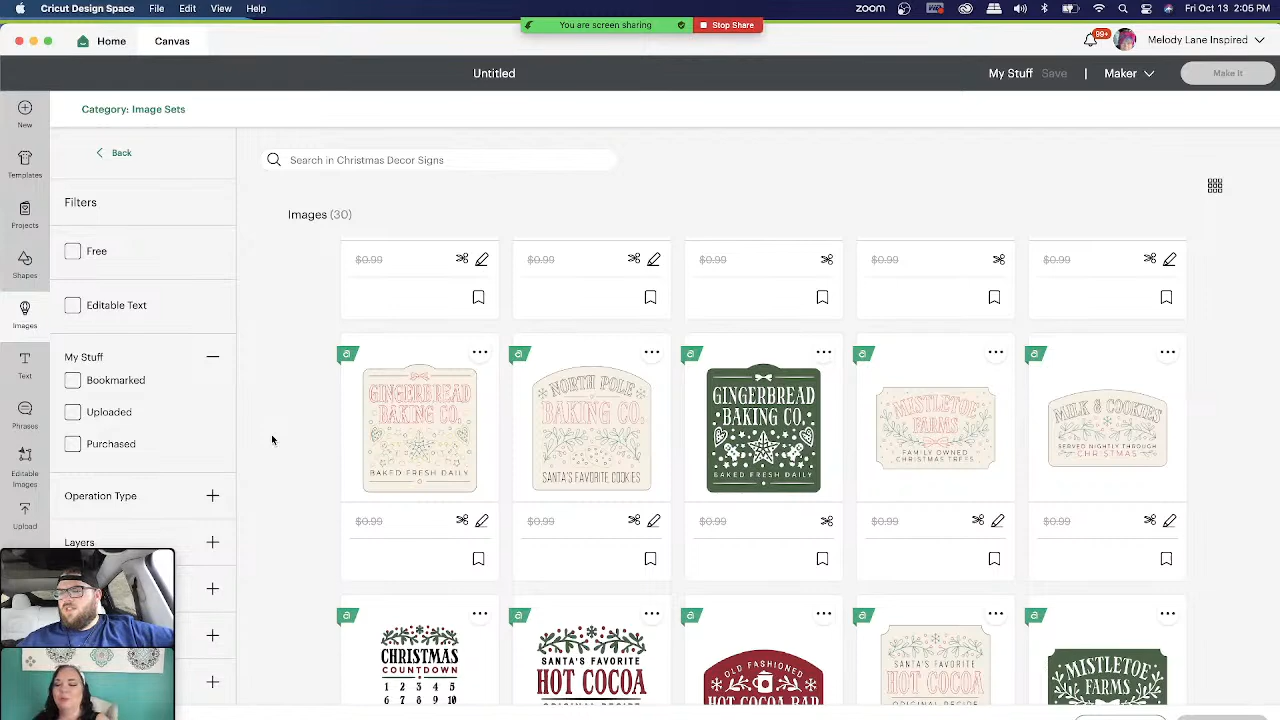 Cricut Design Space File Edit View Help
zoom Fri Oct 13 2:05 PM
You are screen sharing Stop Share
Home Canvas
99+ Melody Lane Inspired
Untitled
My Stuff Save | Maker Make It
Category: Image Sets
New
Templates
Projects
Shapes
Images
Text
Phrases
Editable
Images
Upload
Back
Filters
Free
Editable Text
My Stuff
Bookmarked
Uploaded
Purchased
Operation Type
Layers
Search in Christmas Decor Signs
Images (30)
$0.99 $0.99 $0.99 $0.99 $0.99
GINGERBREAD
BAKING CO.
BAKED FRESH DAILY
NORTH POLE
BAKING CO.
SANTA'S FAVORITE COOKIES
GINGERBREAD
BAKING CO.
BAKED FRESH DAILY
MISTLETOE
FARMS
FAMILY OWNED
CHRISTMAS TREES
MILK & COOKIES
SERVED NIGHTLY THROUGH
CHRISTMAS
$0.99 $0.99 $0.99 $0.99 $0.99
CHRISTMAS
COUNTDOWN
1 2 3 4 5
6 7 8 9 10
SANTA'S FAVORITE
HOT COCOA
ORIGINAL RECIPE
OLD FASHIONED
HOT COCOA BAR
SANTA'S FAVORITE
HOT COCOA
ORIGINAL RECIPE
MISTLETOE
FARMS